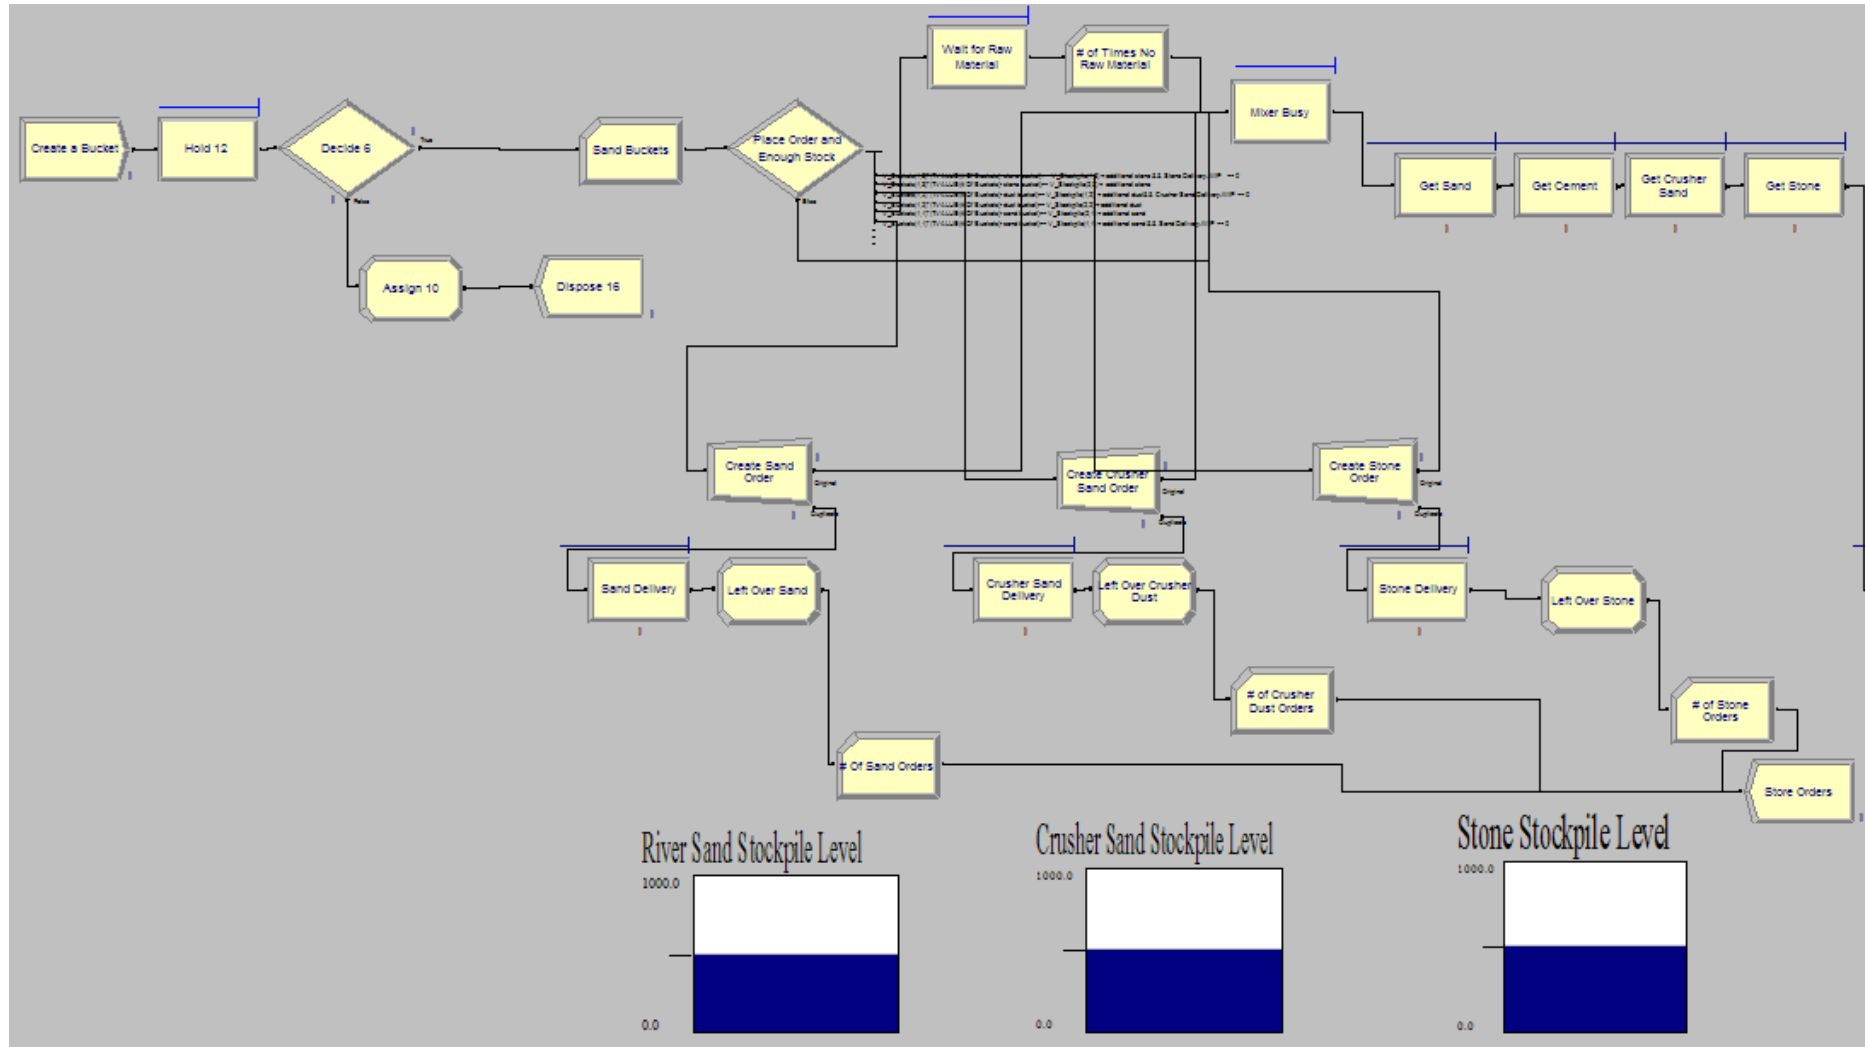 Wait for Raw
Material
# of Times No
Raw Material
Mixer Busy
Create a Bucket
Hold 12
Decide 6
True
False
Sand Buckets
Place Order and
Enough Stock
Else
Get Sand
Get Cement
Get Crusher
Sand
Get Stone
Assign 10
Dispose 16
Create Sand
Order
Original
Duplicate
Create Crusher
Sand Order
Original
Duplicate
Create Stone
Order
Original
Duplicate
Sand Delivery
Left Over Sand
Crusher Sand
Delivery
Left Over Crusher
Dust
Stone Delivery
Left Over Stone
# of Crusher
Dust Orders
# of Stone
Orders
# Of Sand Orders
Store Orders
River Sand Stockpile Level
1000.0
0.0
Crusher Sand Stockpile Level
1000.0
0.0
Stone Stockpile Level
1000.0
0.0